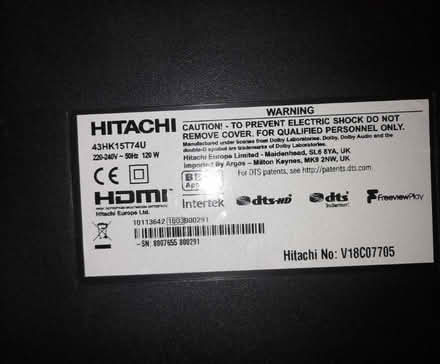 HITACHI
43HK15T74U
220-240V ~ 50Hz 120 W
HDMI
Hitachi Europe Ltd.
WARNING
CAUTION! - TO PREVENT ELECTRIC SHOCK DO NOT
REMOVE COVER. FOR QUALIFIED PERSONNEL ONLY.
Manufactured under license from Dolby Laboratories. Dolby, Dolby Audio and the
double-D symbol are trademarks of Dolby Laboratories.
Hitachi Europe Limited - Maidenhead, SL6 8YA, UK
Imported By Argos - Milton Keynes, MK9 2NW, UK
For DTS patents, see http://patents.dts.com
Intertek
dts-HD
dts
FreeviewPlay
10113642
-SN: 8807655 800291
Hitachi No: V18C07705